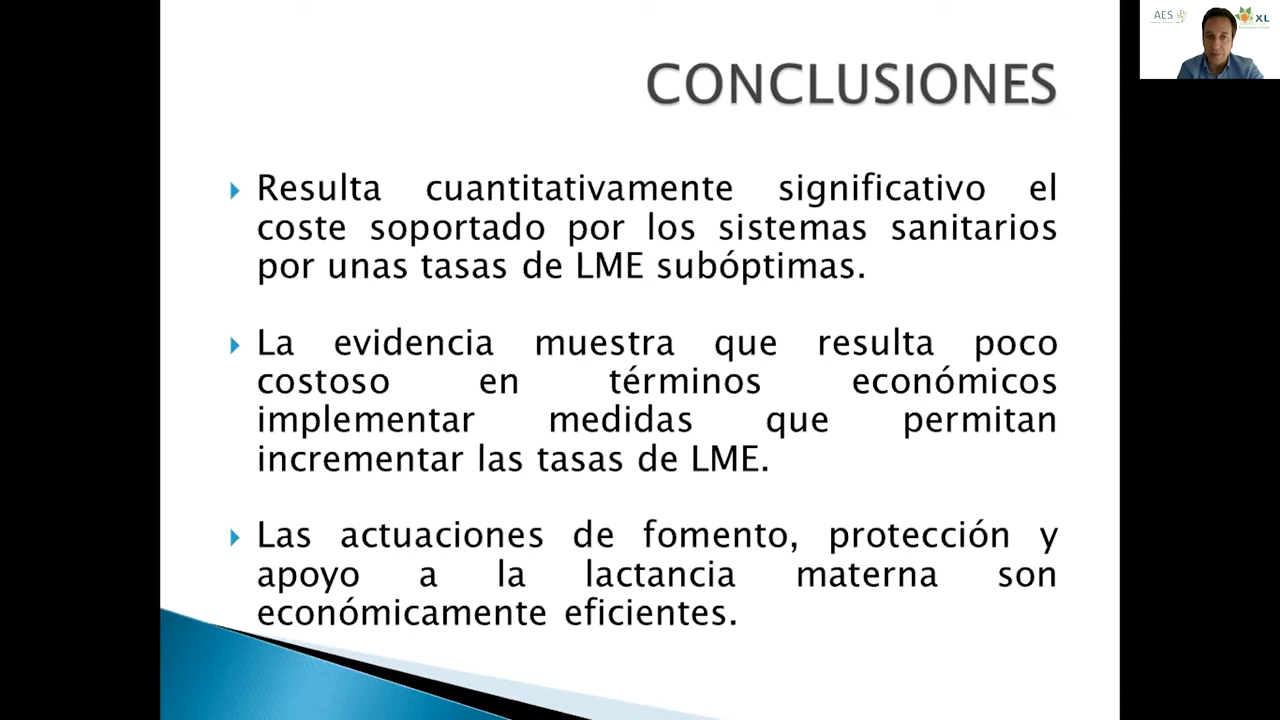 AES
XL
CONCLUSIONES
Resulta cuantitativamente significativo el
coste soportado por los sistemas sanitarios
por unas tasas de LME subóptimas.
La evidencia muestra que resulta poco
costoso en términos económicos
implementar medidas que permitan
incrementar las tasas de LME.
Las actuaciones de fomento, protección y
apoyo a la lactancia materna son
económicamente eficientes.